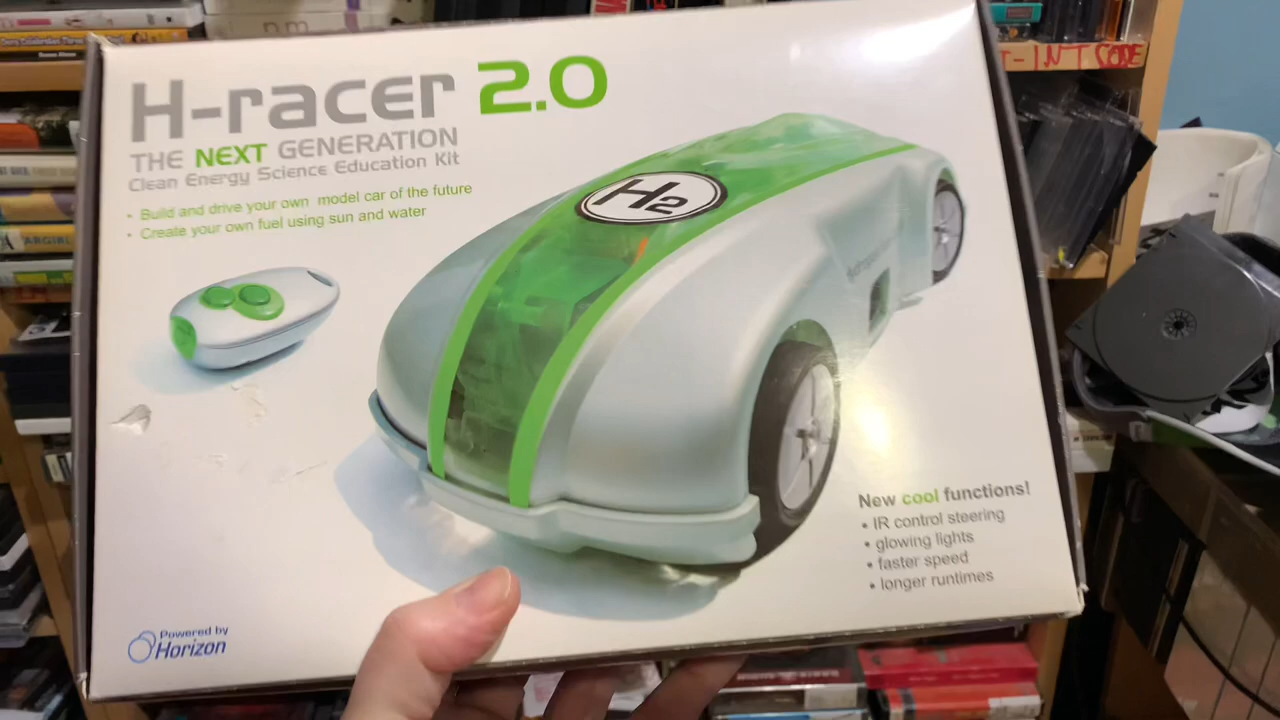 H-racer 2.0
THE NEXT GENERATION
Clean Energy Science Education Kit
• Build and drive your own model car of the future
• Create your own fuel using sun and water
H2
New cool functions!
• IR control steering
• glowing lights
• faster speed
• longer runtimes
Powered by
Horizon
T-INT CODE